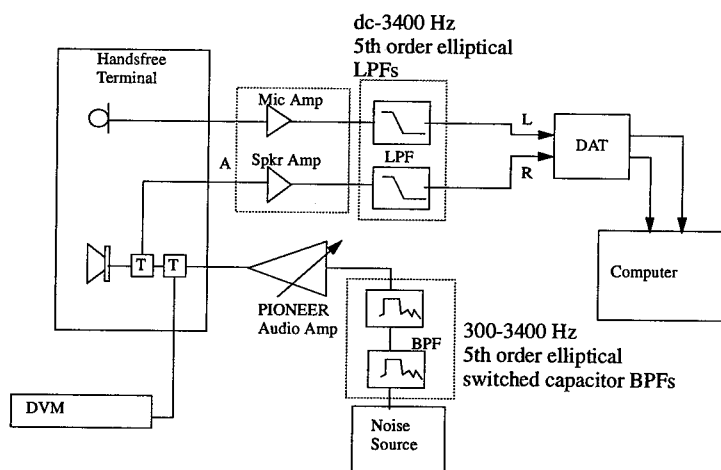 dc-3400 Hz
5th order elliptical
LPFs
Handsfree
Terminal
Mic Amp
L
DAT
A
Spkr Amp
LPF
R
T
T
Computer
PIONEER
Audio Amp
BPF
300-3400 Hz
5th order elliptical
switched capacitor BPFs
DVM
Noise
Source